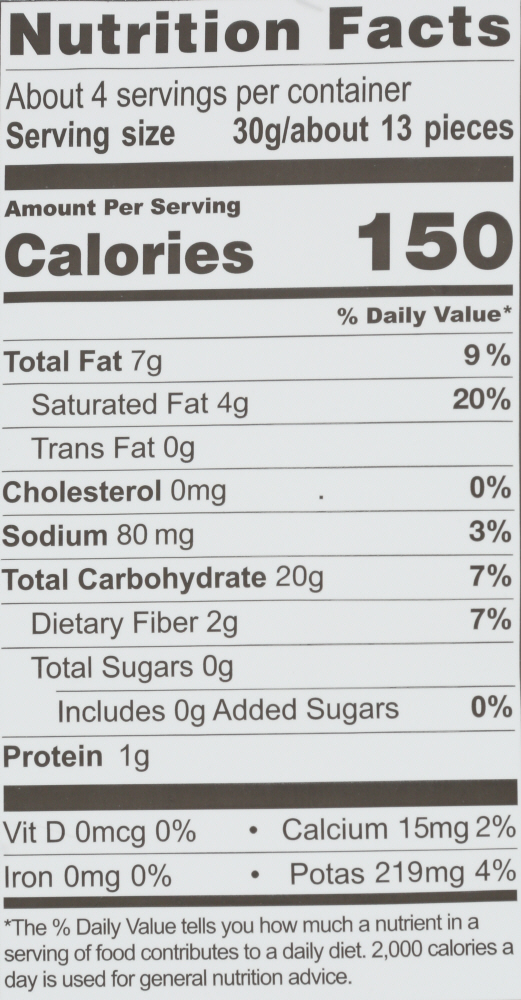 Nutrition Facts
About 4 servings per container
Serving size 30g/about 13 pieces
Amount Per Serving
Calories 150
% Daily Value*
Total Fat 7g 9%
Saturated Fat 4g 20%
Trans Fat 0g
Cholesterol 0mg 0%
Sodium 80 mg 3%
Total Carbohydrate 20g 7%
Dietary Fiber 2g 7%
Total Sugars 0g
Includes 0g Added Sugars 0%
Protein 1g
Vit D 0mcg 0% • Calcium 15mg 2%
Iron 0mg 0% • Potas 219mg 4%
*The % Daily Value tells you how much a nutrient in a
serving of food contributes to a daily diet. 2,000 calories a
day is used for general nutrition advice.